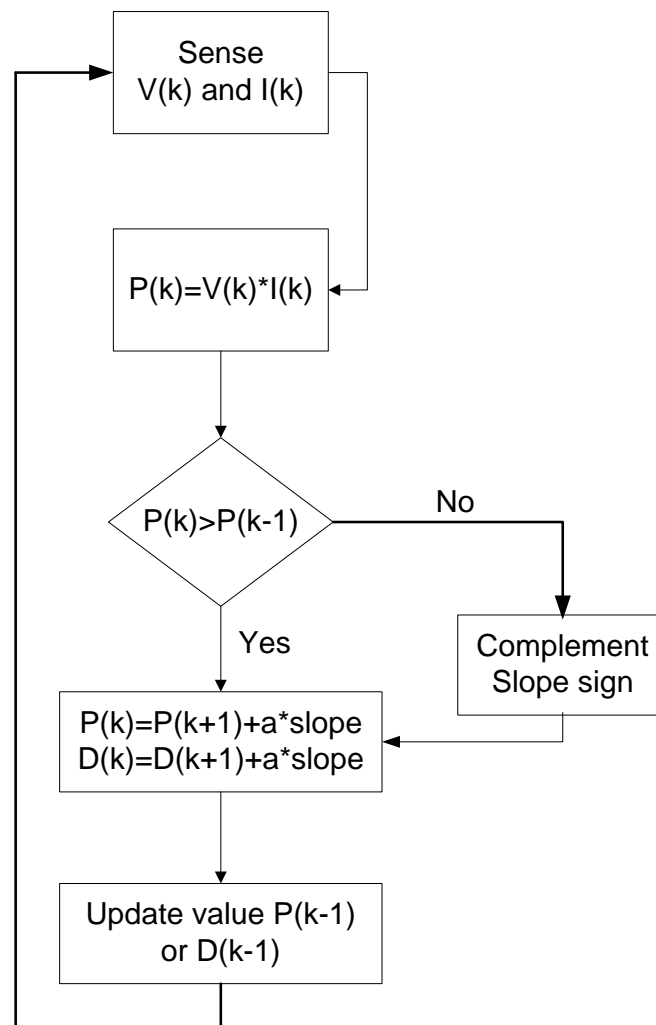 Sense
V(k) and I(k)
P(k)=V(k)*I(k)
P(k)>P(k-1)
No
Yes
Complement
Slope sign
P(k)=P(k+1)+a*slope
D(k)=D(k+1)+a*slope
Update value P(k-1)
or D(k-1)